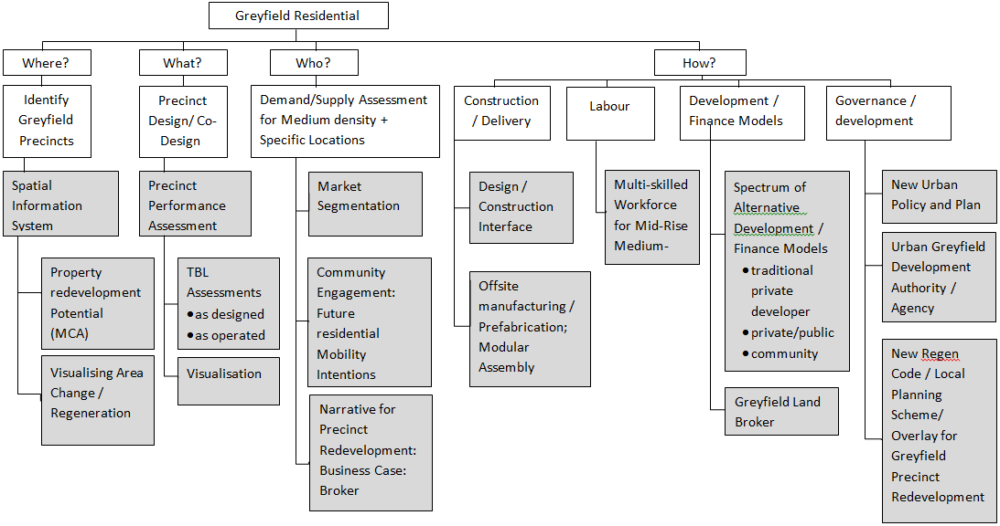 Greyfield Residential
Where?
What?
Who?
How?
Identify
Greyfield
Precincts
Precinct
Design/ Co-
Design
Demand/Supply Assessment
for Medium density +
Specific Locations
Construction
/ Delivery
Labour
Development /
Finance Models
Governance /
development
Spatial
Information
System
Property
redevelopment
Potential
(MCA)
Visualising Area
Change /
Regeneration
Precinct
Performance
Assessment
TBL
Assessments
•as designed
•as operated
Visualisation
Market
Segmentation
Community
Engagement:
Future
residential
Mobility
Intentions
Narrative for
Precinct
Redevelopment:
Business Case:
Broker
Design /
Construction
Interface
Offsite
manufacturing /
Prefabrication;
Modular
Assembly
Multi-skilled
Workforce
for Mid-Rise
Medium-
Spectrum of
Alternative
Development /
Finance Models
•traditional
private
developer
•private/public
•community
Greyfield Land
Broker
New Urban
Policy and Plan
Urban Greyfield
Development
Authority /
Agency
New Regen
Code / Local
Planning
Scheme/
Overlay for
Greyfield
Precinct
Redevelopment